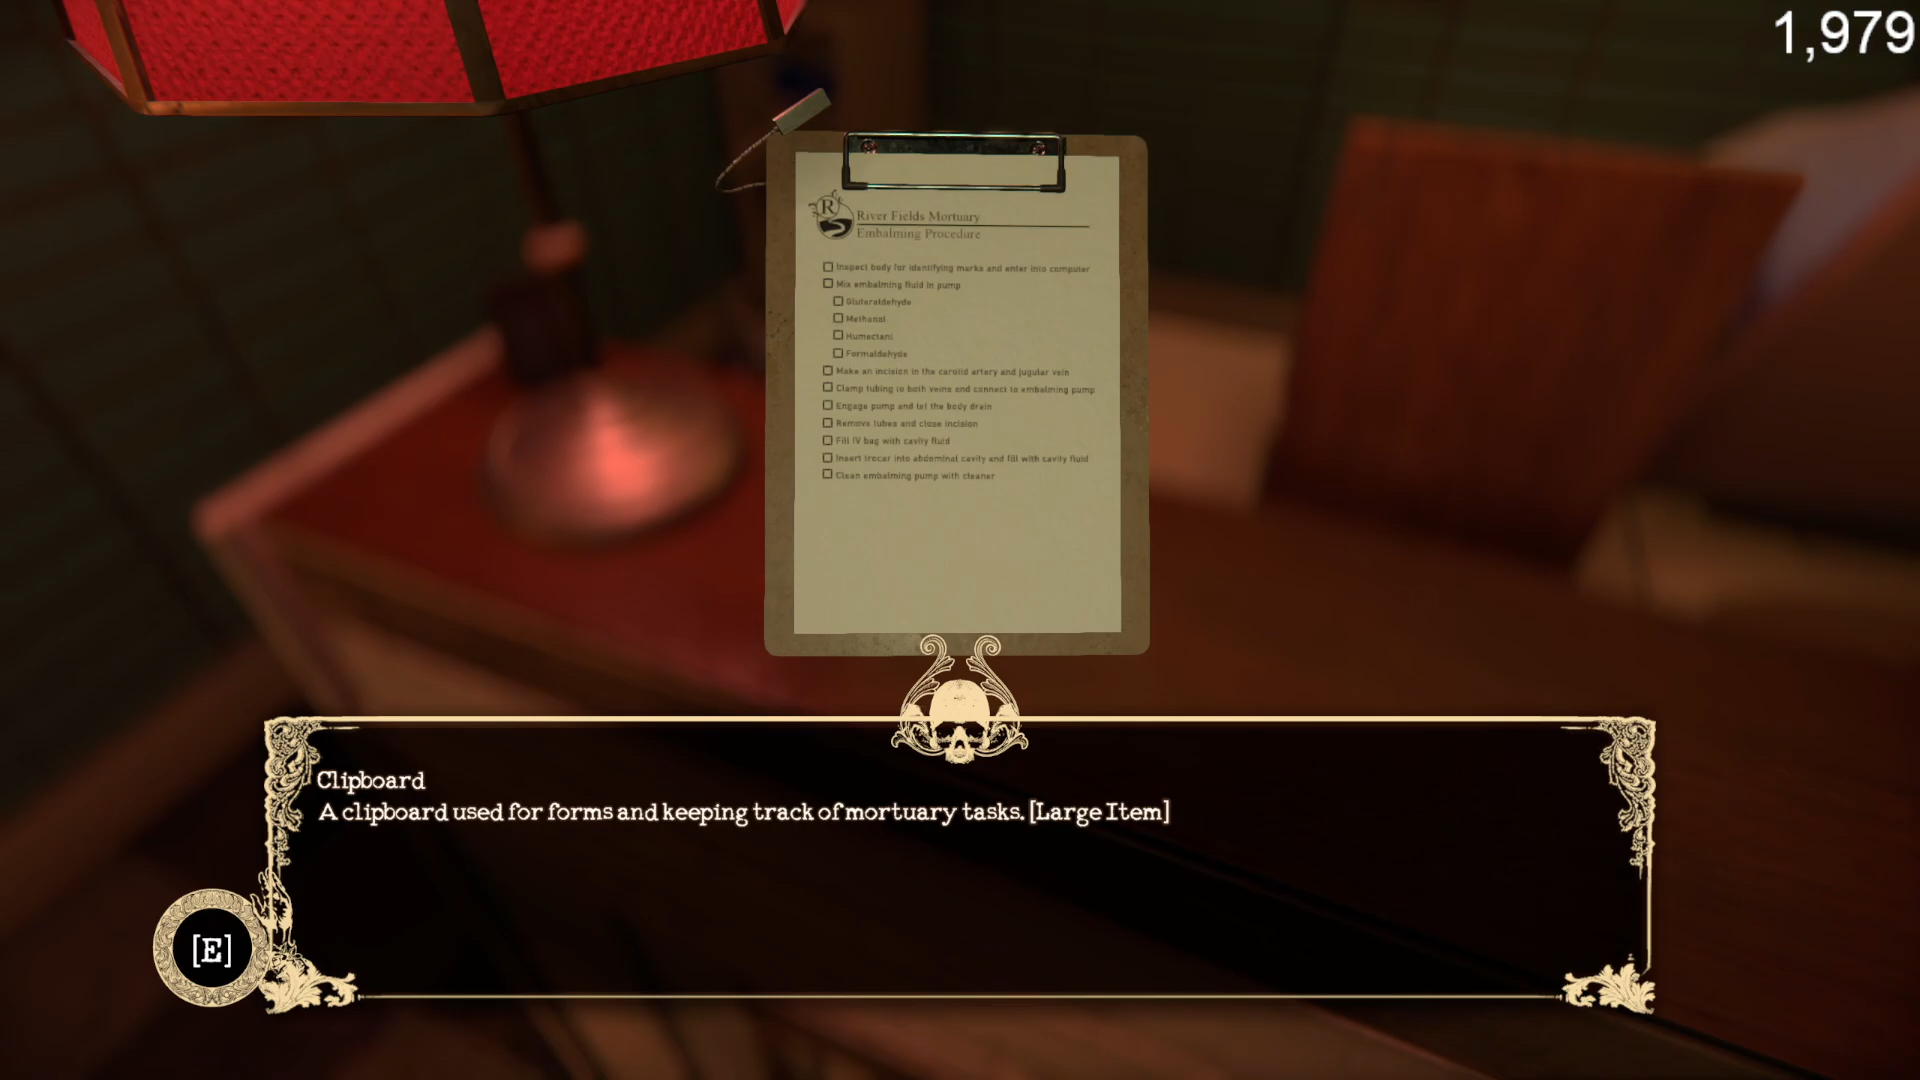 1,979
R
River Fields Mortuary
Embalming Procedure
Inspect body for identifying marks and enter into computer
Mix embalming fluid in pump
Gluteraldehyde
Methanol
Humectant
Formaldehyde
Make an incision in the carotid artery and jugular vein
Clamp tubing to both veins and connect to embalming pump
Engage pump and let the body drain
Remove tubes and close incision
Fill IV bag with cavity fluid
Insert trocar into abdominal cavity and fill with cavity fluid
Clean embalming pump with cleaner
Clipboard
A clipboard used for forms and keeping track of mortuary tasks. [Large Item]
[E]